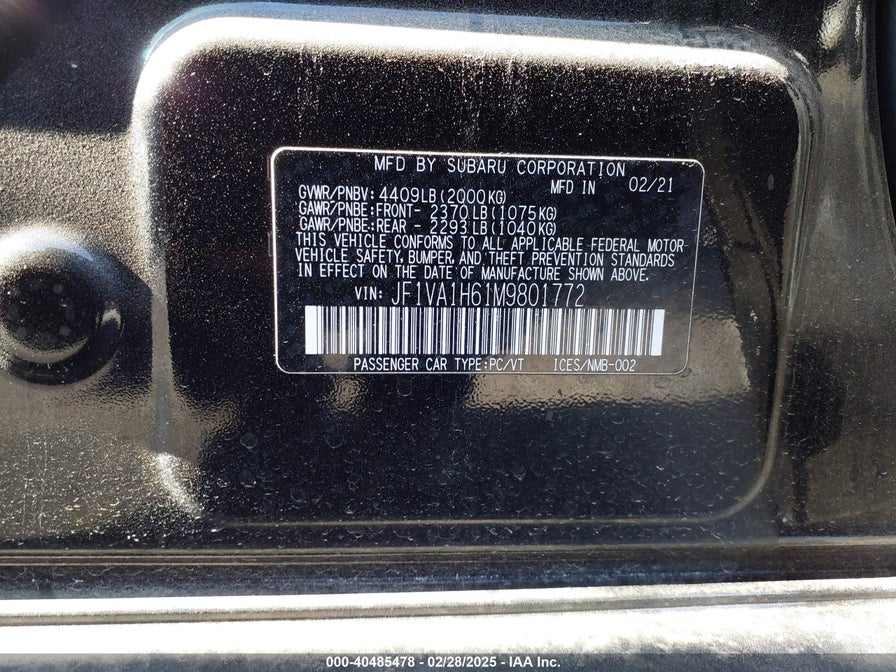 MFD BY SUBARU CORPORATION
MFD IN 02/21
GVWR/PNBV: 4409LB(2000KG)
GAWR/PNBE:FRONT- 2370LB(1075KG)
GAWR/PNBE:REAR - 2293LB(1040KG)
THIS VEHICLE CONFORMS TO ALL APPLICABLE FEDERAL MOTOR
VEHICLE SAFETY, BUMPER, AND THEFT PREVENTION STANDARDS
IN EFFECT ON THE DATE OF MANUFACTURE SHOWN ABOVE.
VIN: JF1VA1H61M9801772
PASSENGER CAR TYPE:PC/VT ICES/NMB-002
000-40485478 - 02/28/2025 - IAA Inc.